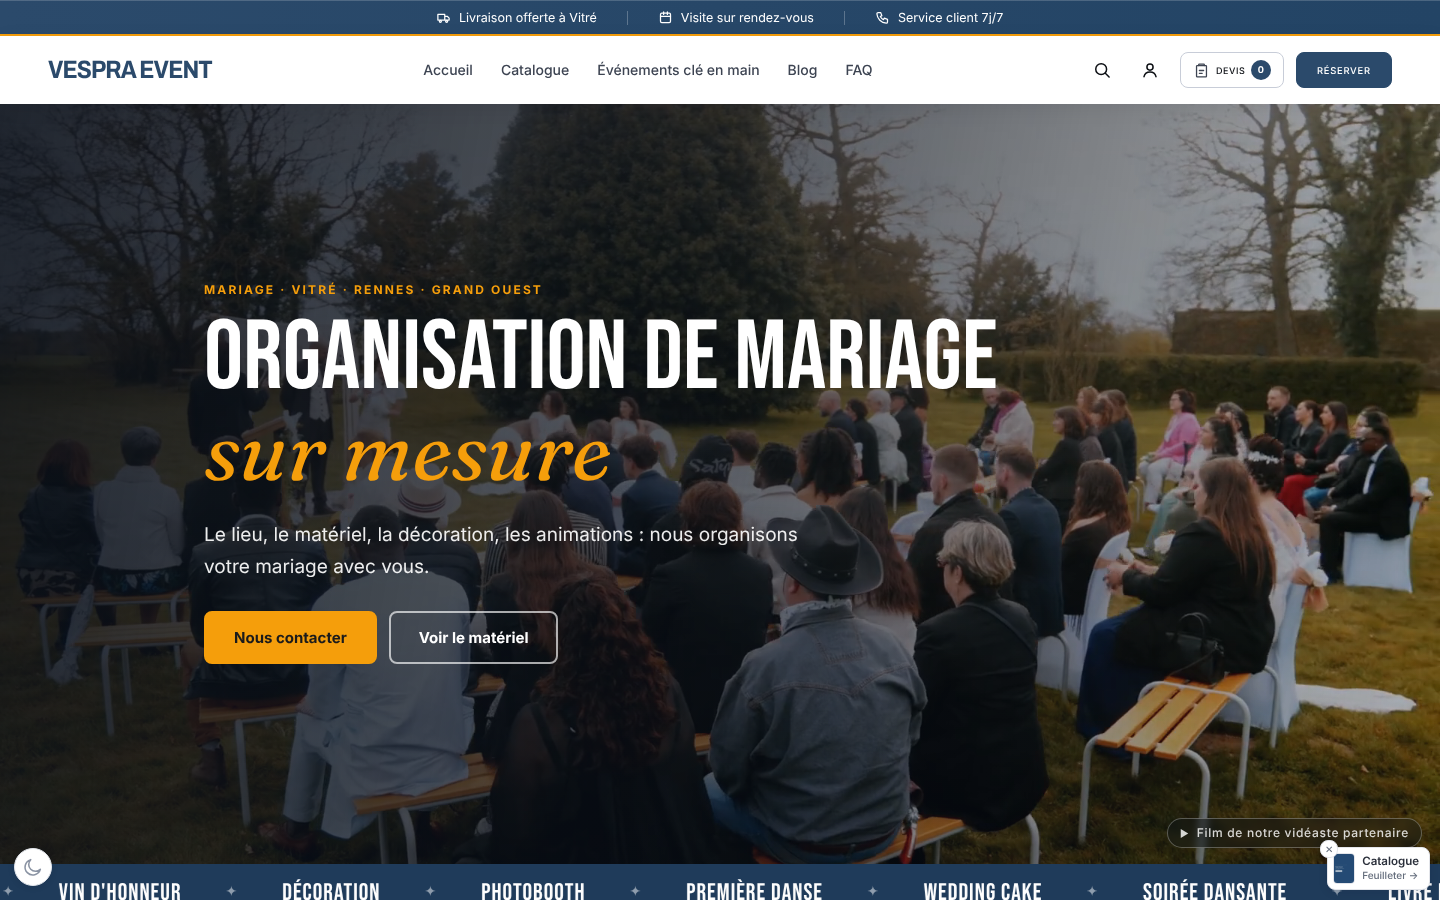 Livraison offerte à Vitré
Visite sur rendez-vous
Service client 7j/7
VESPRA EVENT
Accueil
Catalogue
Événements clé en main
Blog
FAQ
DEVIS 0
RÉSERVER
MARIAGE · VITRÉ · RENNES · GRAND OUEST
ORGANISATION DE MARIAGE
sur mesure
Le lieu, le matériel, la décoration, les animations : nous organisons
votre mariage avec vous.
Nous contacter
Voir le matériel
Film de notre vidéaste partenaire
Catalogue
Feuilleter →
VIN D'HONNEUR ✦ DÉCORATION ✦ PHOTOBOOTH ✦ PREMIÈRE DANSE ✦ WEDDING CAKE ✦ SOIRÉE DANSANTE